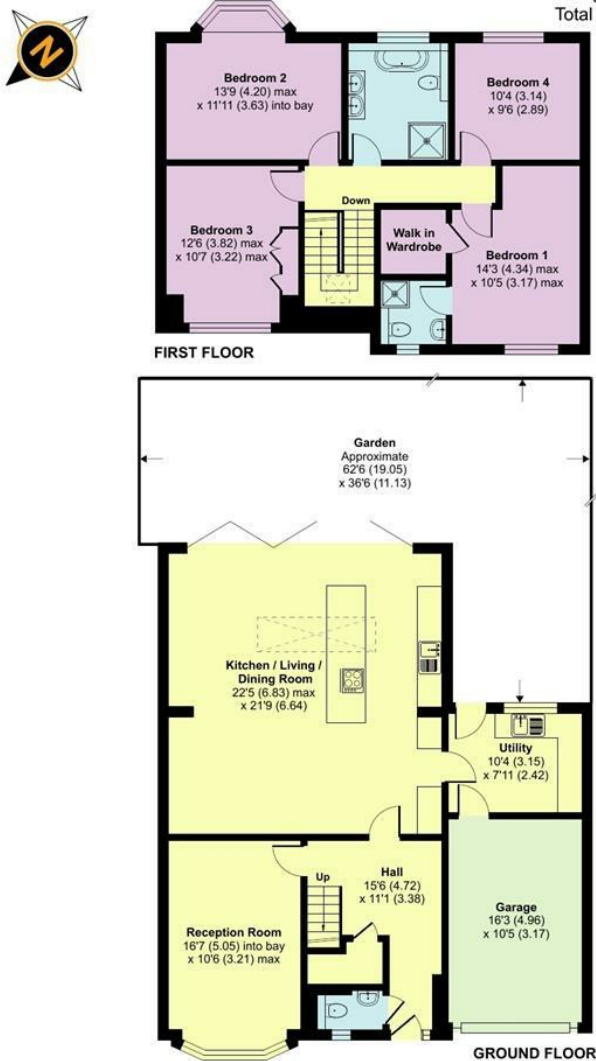 N
Total
Bedroom 2
13'9 (4.20) max
x 11'11 (3.63) into bay
Bedroom 4
10'4 (3.14)
x 9'6 (2.89)
Down
Bedroom 3
12'6 (3.82) max
x 10'7 (3.22) max
Walk in
Wardrobe
Bedroom 1
14'3 (4.34) max
x 10'5 (3.17) max
FIRST FLOOR
Garden
Approximate
62'6 (19.05)
x 36'6 (11.13)
Kitchen / Living /
Dining Room
22'5 (6.83) max
x 21'9 (6.64)
Utility
10'4 (3.15)
x 7'11 (2.42)
Up
Hall
15'6 (4.72)
x 11'1 (3.38)
Reception Room
16'7 (5.05) into bay
x 10'6 (3.21) max
Garage
16'3 (4.96)
x 10'5 (3.17)
GROUND FLOOR